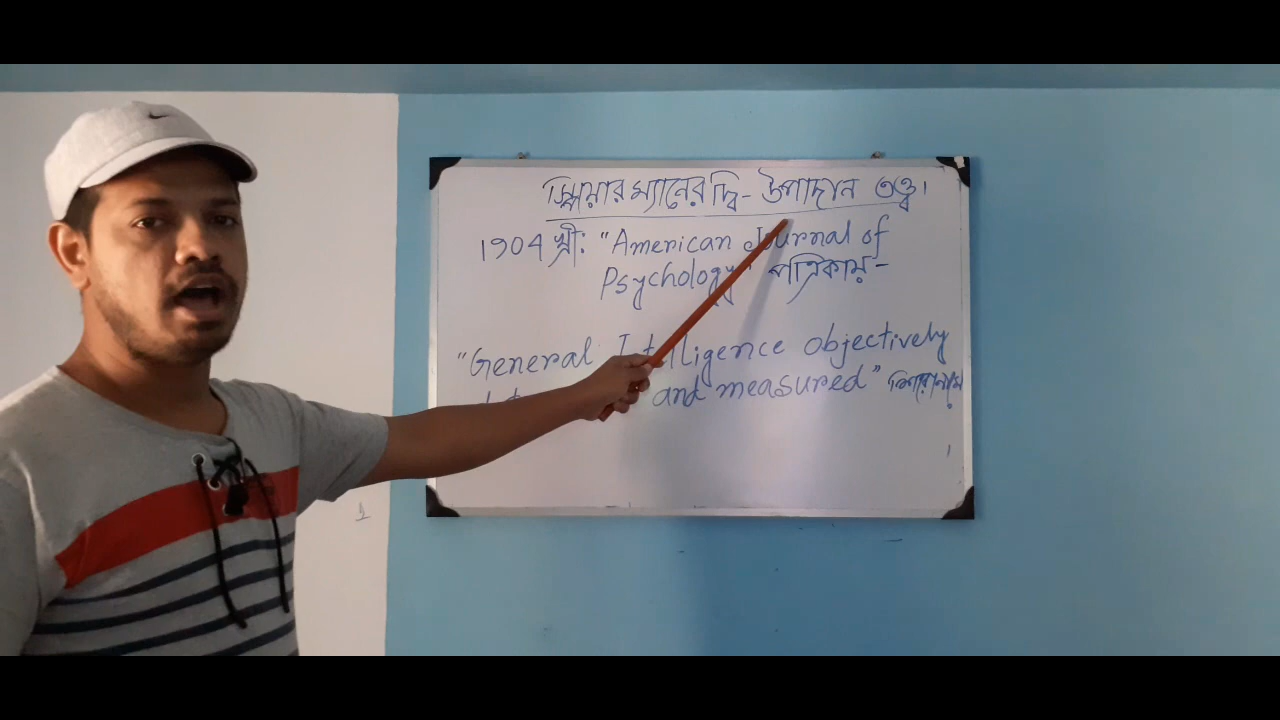 স্পিয়ারম্যানের দ্বি-উপাদান তত্ত্ব।
1904 খ্রী: "American Journal of
Psychology" পত্রিকায়-
"General Intelligence objectively
and measured" শিরোনামে